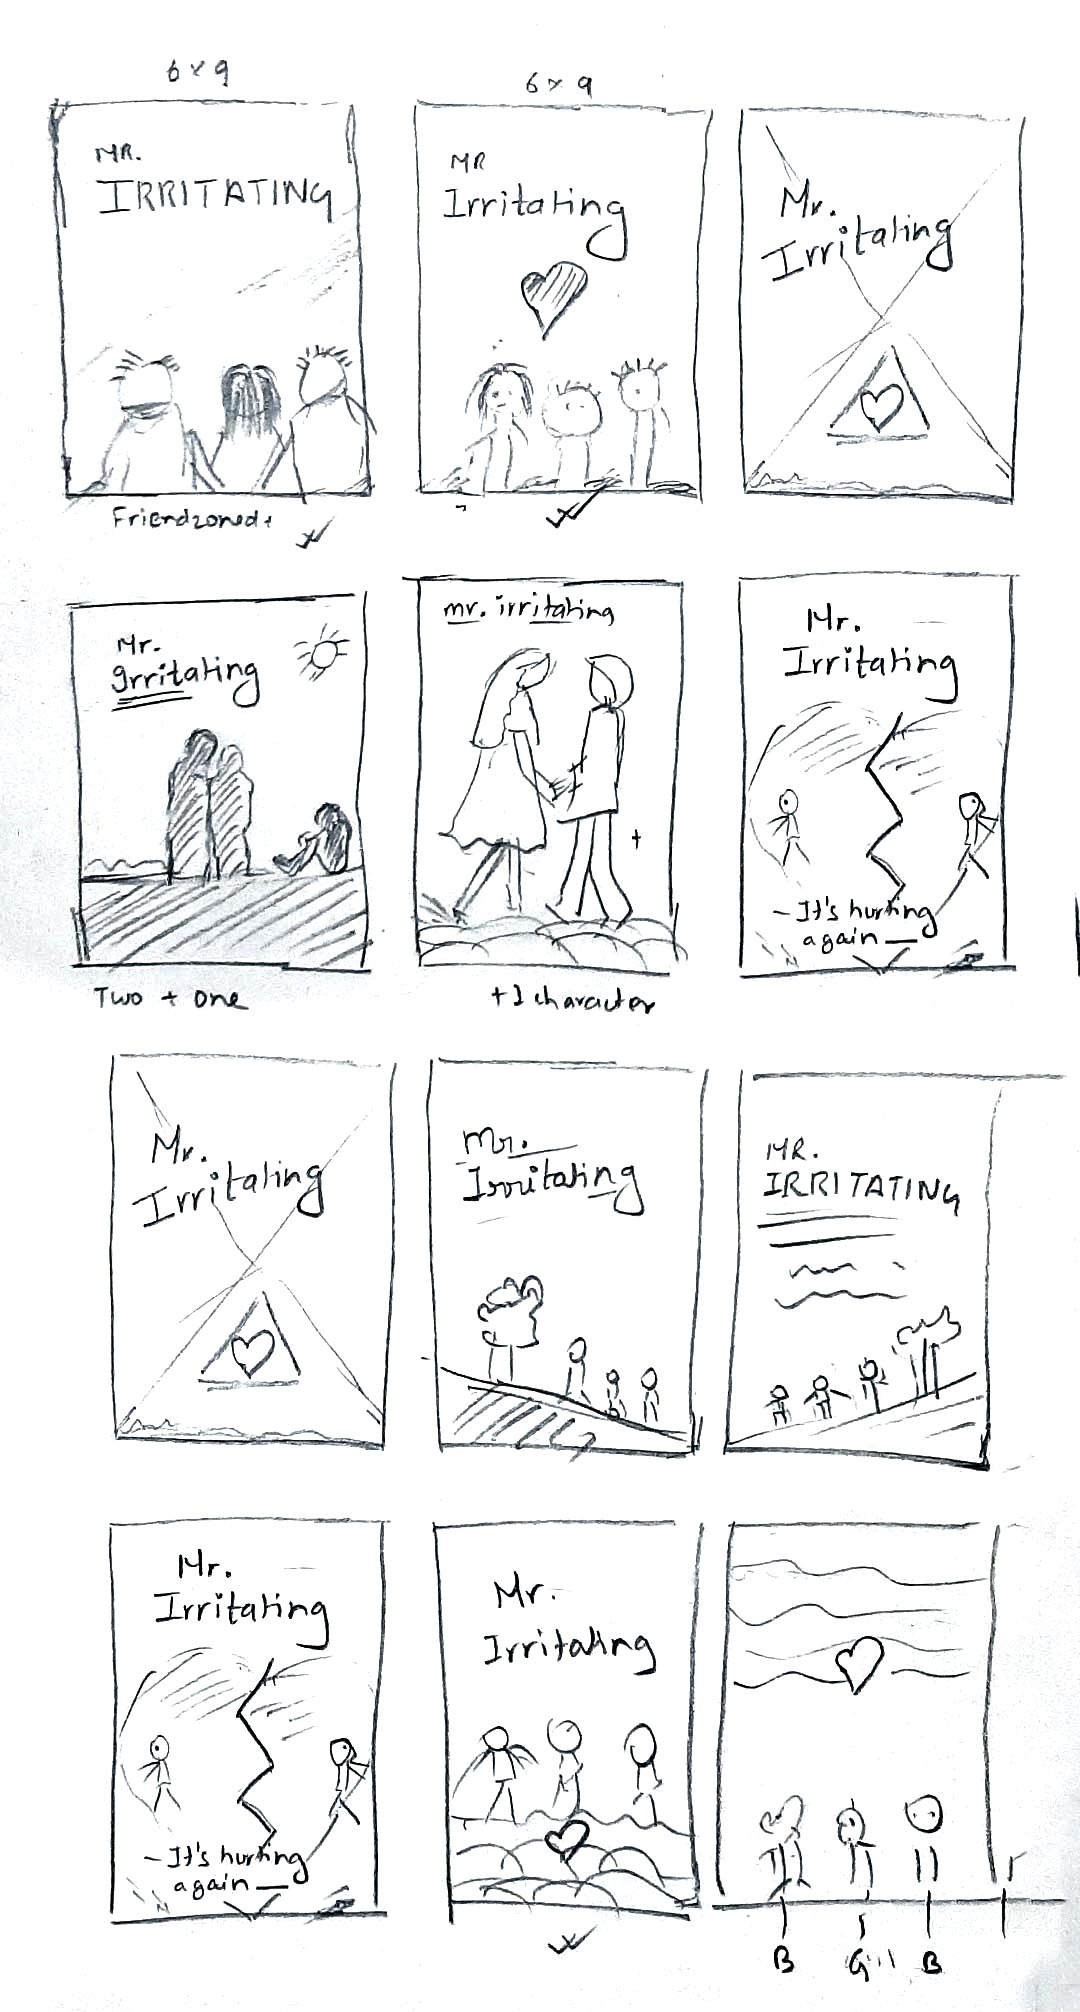 6 x 9
6 x 9
MR.
IRRITATING
MR
Irritating
Mr.
Irritating
Friendzoned
Mr.
Irritating
mr. irritating
Mr.
Irritating
- It's hurting
again —
Two + one
+1 character
Mr.
Irritating
Mr.
Irritating
MR.
IRRITATING
Mr.
Irritating
- It's hurting
again —
Mr.
Irritating
B
B